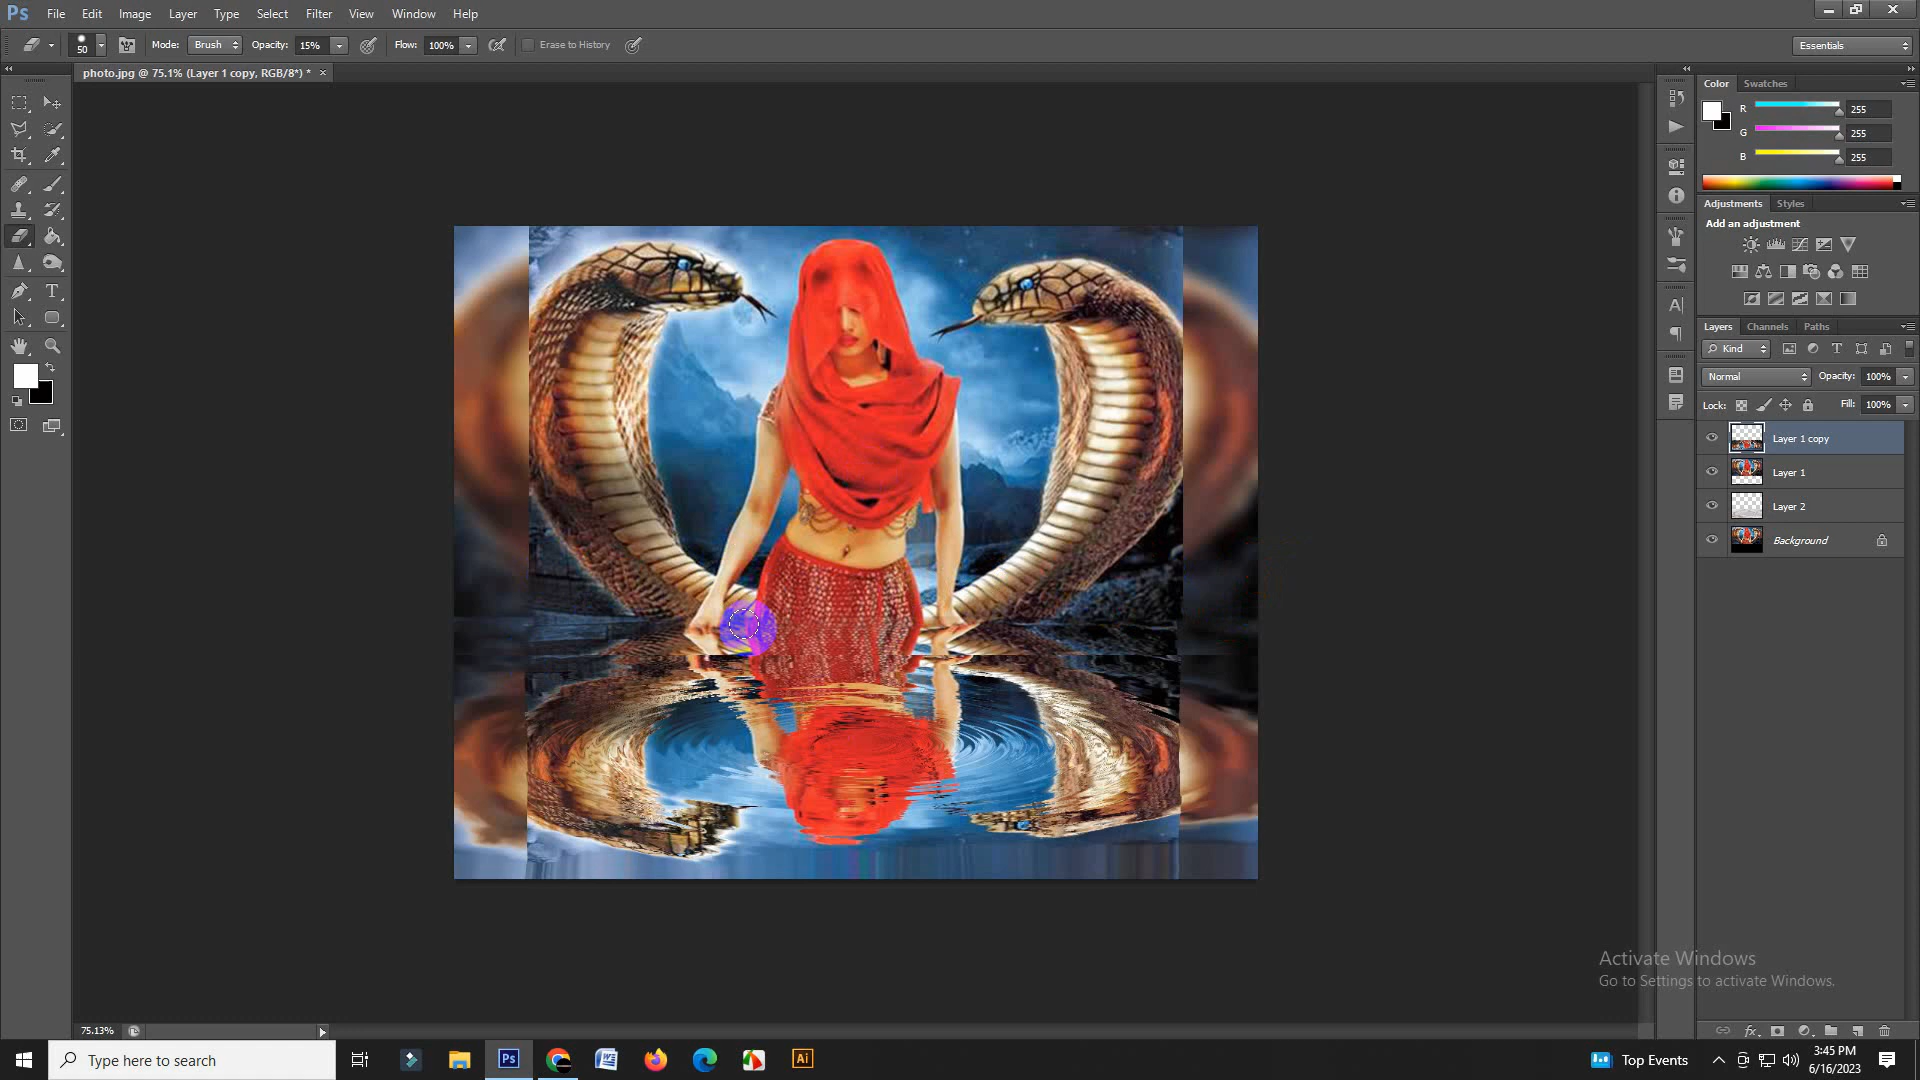 Ps File Edit Image Layer Type Select Filter View Window Help
50 Mode: Brush Opacity: 15% Flow: 100% Erase to History Essentials
photo.jpg @ 75.1% (Layer 1 copy, RGB/8*) * ×
Color Swatches
R 255
G 255
B 255
Adjustments Styles
Add an adjustment
Layers Channels Paths
Kind
Normal Opacity: 100%
Lock: Fill: 100%
Layer 1 copy
Layer 1
Layer 2
Background
Activate Windows
Go to Settings to activate Windows.
75.13%
Type here to search
Ps
Ai
Top Events
3:45 PM
6/16/2023